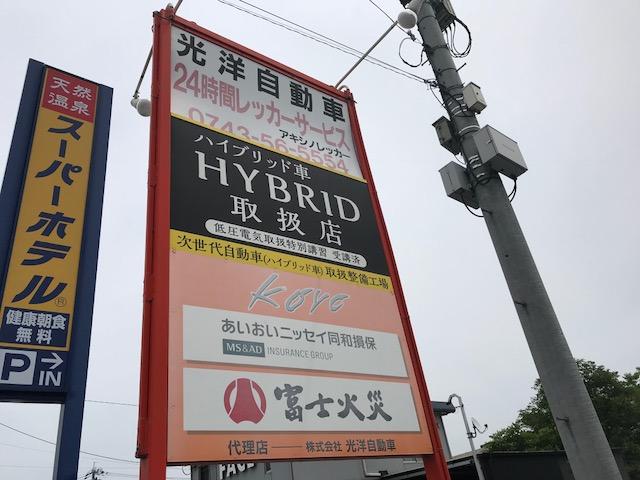 天然
温泉
スーパーホテル®
健康朝食
無料
P→
IN
光洋自動車
24時間レッカーサービス
0743-56-5554
アキシノレッカー
ハイブリッド車
HYBRID
取扱店
低圧電気取扱特別講習 受講済
次世代自動車(ハイブリッド車)取扱整備工場
Koyo
あいおいニッセイ同和損保
MS&AD INSURANCE GROUP
富士火災
代理店――株式会社 光洋自動車
FACE